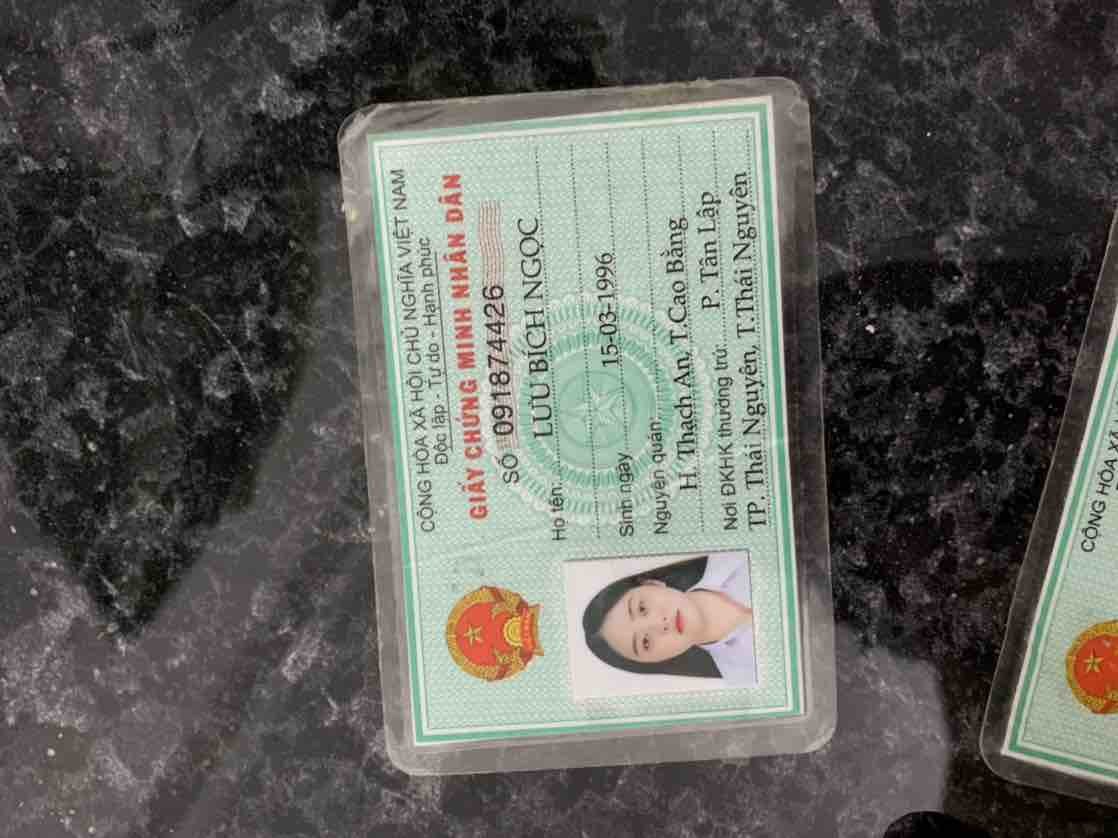 CỘNG HÒA XÃ HỘI CHỦ NGHĨA VIỆT NAM
Độc lập - Tự do - Hạnh phúc
GIẤY CHỨNG MINH NHÂN DÂN
SỐ 091874426
Họ tên: LƯU BÍCH NGỌC
Sinh ngày 15-03-1996
Nguyên quán:
H. Thạch An, T.Cao Bằng
Nơi ĐKHK thường trú: P. Tân Lập
TP. Thái Nguyên, T.Thái Nguyên
CỘNG HÒA XÃ